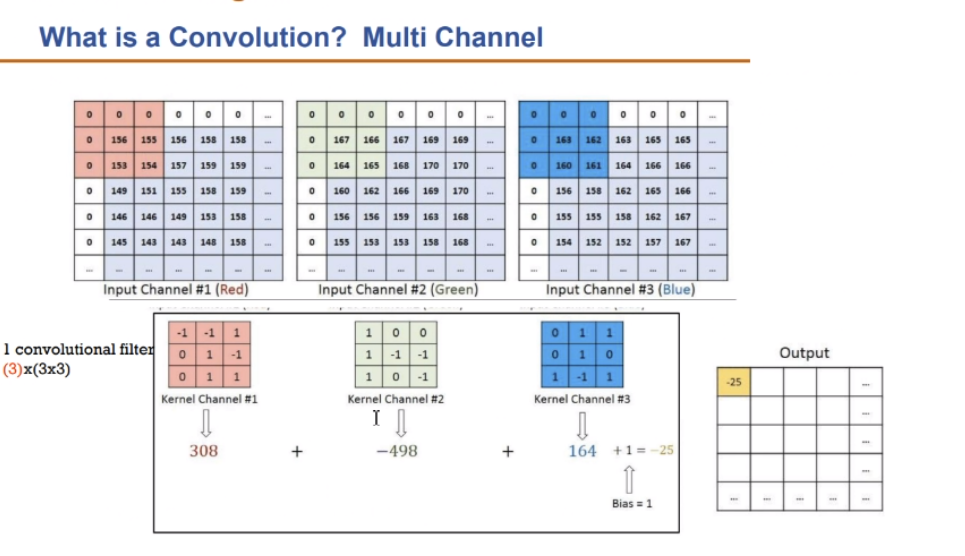 What is a Convolution? Multi Channel
0 0 0 0 0 0 ...
0 156 155 156 158 158 ...
0 153 154 157 159 159 ...
0 149 151 155 158 159 ...
0 146 146 149 153 158 ...
0 145 143 143 148 158 ...
... ... ... ... ... ... ...
Input Channel #1 (Red)
0 0 0 0 0 0 ...
0 167 166 167 169 169 ...
0 164 165 168 170 170 ...
0 160 162 166 169 170 ...
0 156 156 159 163 168 ...
0 155 153 153 158 168 ...
... ... ... ... ... ... ...
Input Channel #2 (Green)
0 0 0 0 0 0 ...
0 163 162 163 165 165 ...
0 160 161 164 166 166 ...
0 156 158 162 165 166 ...
0 155 155 158 162 167 ...
0 154 152 152 157 167 ...
... ... ... ... ... ... ...
Input Channel #3 (Blue)
1 convolutional filter
(3)x(3x3)
-1 -1 1
0 1 -1
0 1 1
Kernel Channel #1
308
+
1 0 0
1 -1 -1
1 0 -1
Kernel Channel #2
−498
+
0 1 1
0 1 0
1 -1 1
Kernel Channel #3
164 + 1 = −25
Bias = 1
Output
-25 ...
...
...
...
... ... ... ... ...